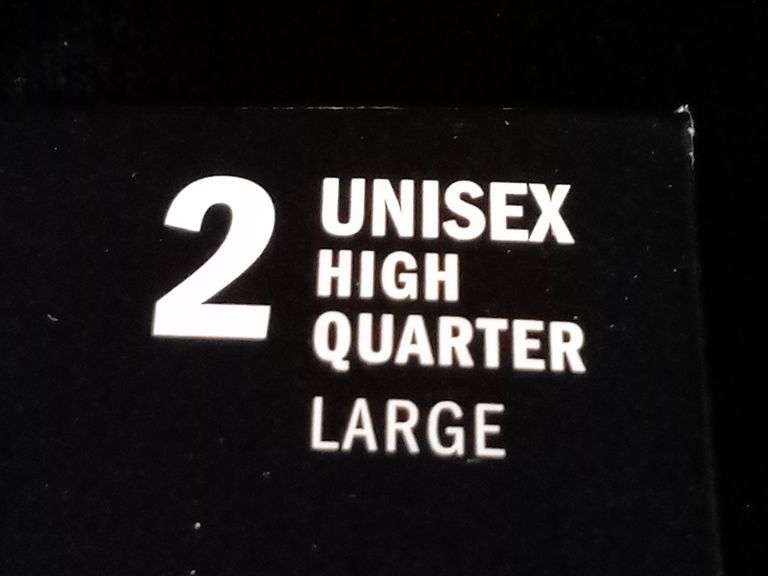 2 UNISEX
HIGH
QUARTER
LARGE